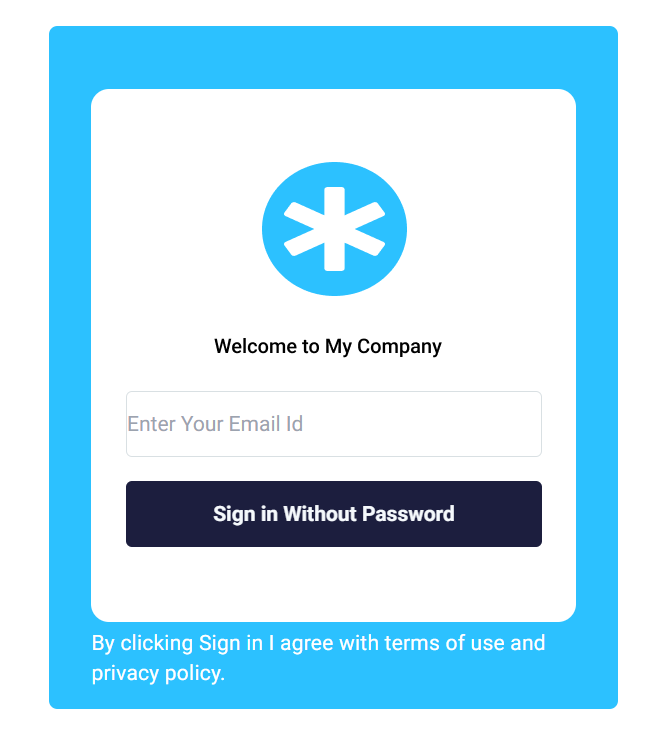 Welcome to My Company
Enter Your Email Id
Sign in Without Password
By clicking Sign in I agree with terms of use and
privacy policy.